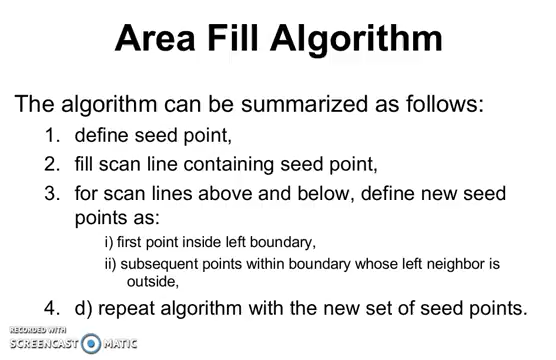 Area Fill Algorithm
The algorithm can be summarized as follows:
1. define seed point,
2. fill scan line containing seed point,
3. for scan lines above and below, define new seed
points as:
i) first point inside left boundary,
ii) subsequent points within boundary whose left neighbor is
outside,
4. d) repeat algorithm with the new set of seed points.
RECORDED WITH
SCREENCAST MATIC